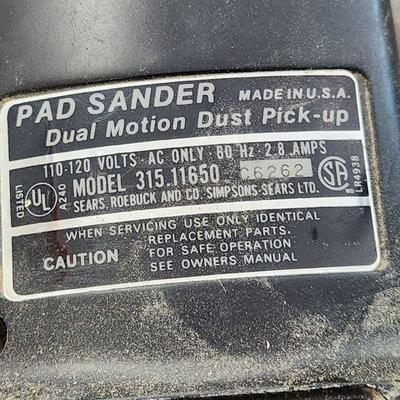 PAD SANDER MADE IN U.S.A.
Dual Motion Dust Pick-up
110-120 VOLTS · AC ONLY · 60 Hz 2.8 AMPS
LISTED UL A240 MODEL 315.11650 C6262 SA LR4938
SEARS, ROEBUCK AND CO. SIMPSONS-SEARS LTD.
WHEN SERVICING USE ONLY IDENTICAL
REPLACEMENT PARTS.
CAUTION FOR SAFE OPERATION
SEE OWNERS MANUAL